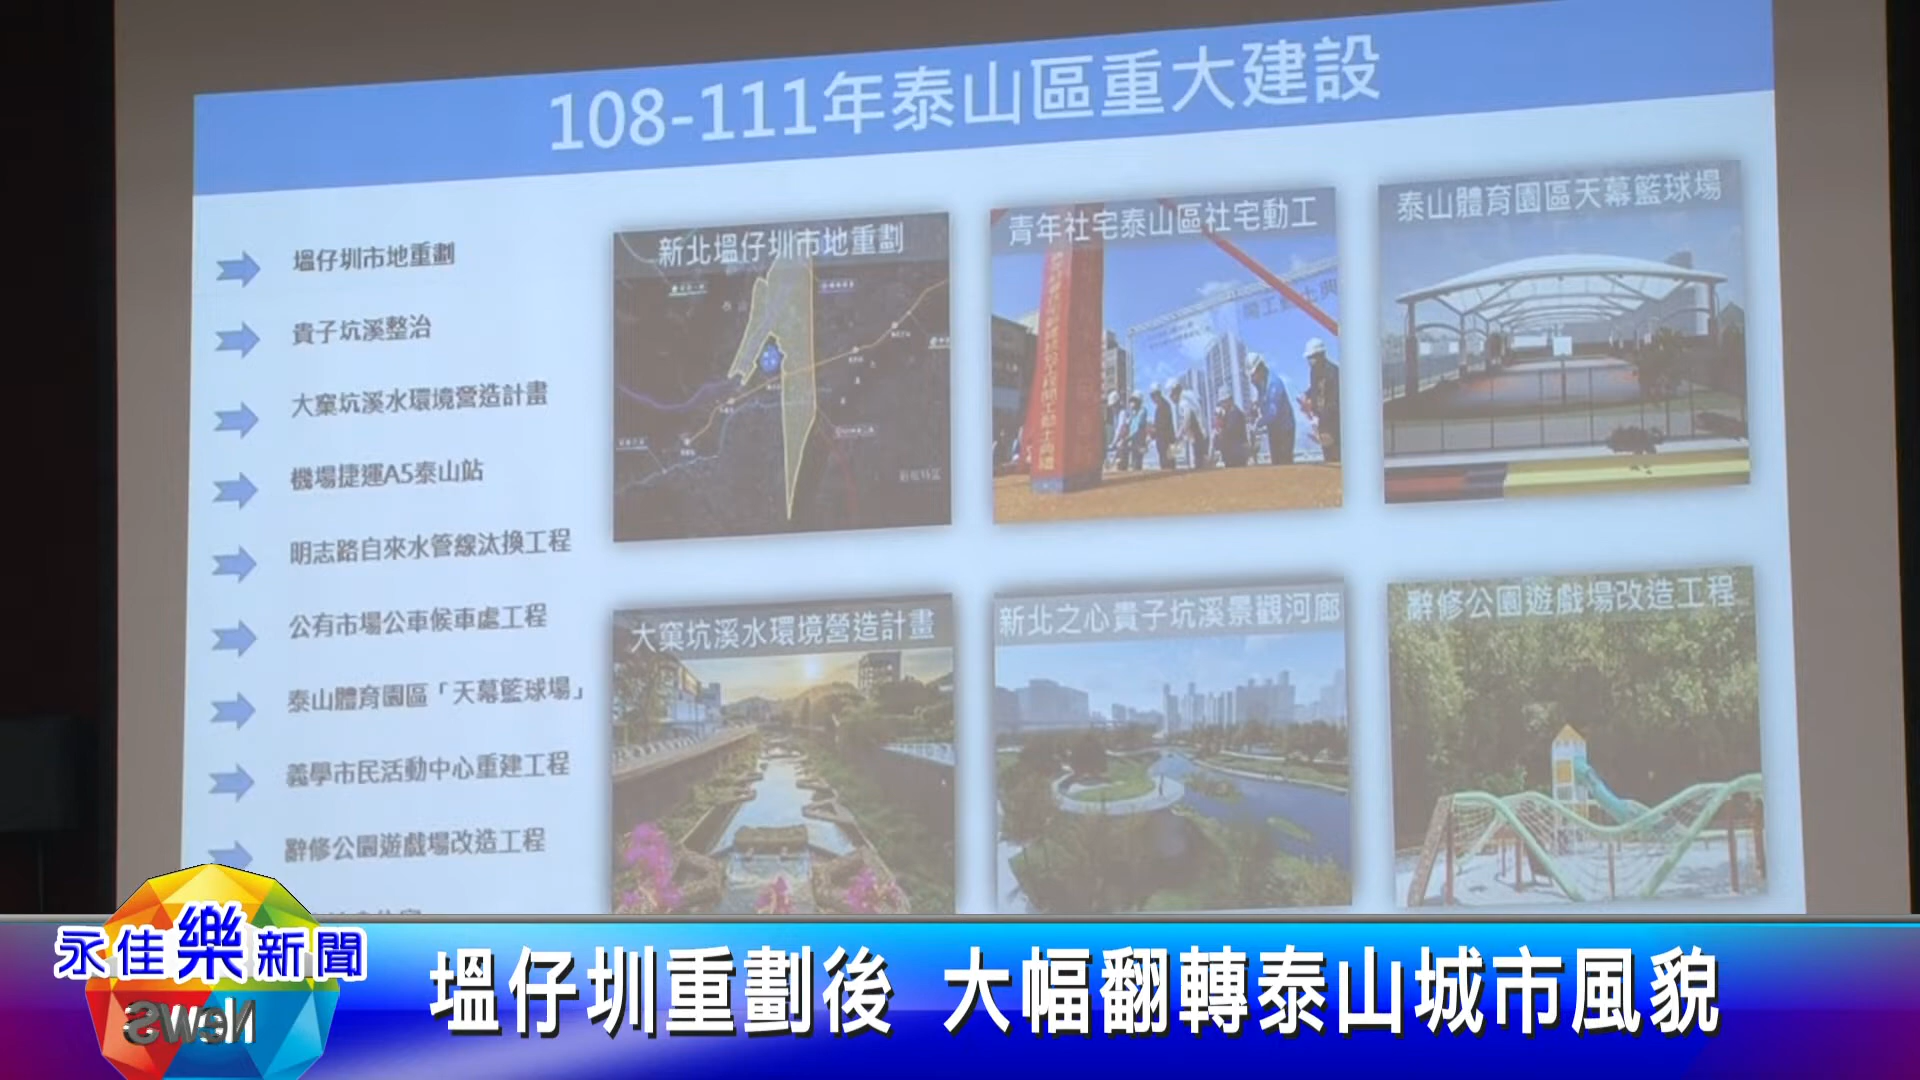 108-111年泰山區重大建設
塭仔圳市地重劃
貴子坑溪整治
大窠坑溪水環境營造計畫
機場捷運A5泰山站
明志路自來水管線汰換工程
公有市場公車候車處工程
泰山體育園區「天幕籃球場」
義學市民活動中心重建工程
辭修公園遊戲場改造工程
新北塭仔圳市地重劃
青年社宅泰山區社宅動工
泰山體育園區天幕籃球場
大窠坑溪水環境營造計畫
新北之心貴子坑溪景觀河廊
辭修公園遊戲場改造工程
永佳樂新聞
News
塭仔圳重劃後 大幅翻轉泰山城市風貌